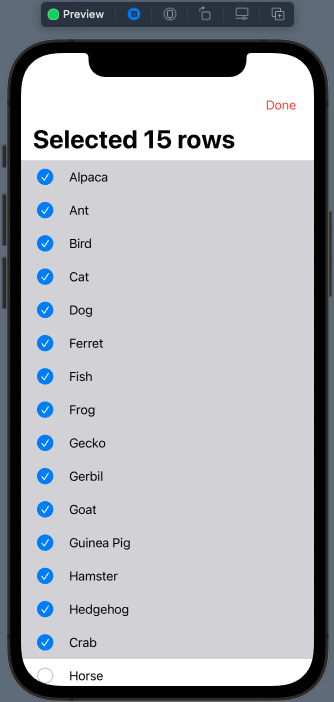 Preview
Done
Selected 15 rows
Alpaca
Ant
Bird
Cat
Dog
Ferret
Fish
Frog
Gecko
Gerbil
Goat
Guinea Pig
Hamster
Hedgehog
Crab
Horse